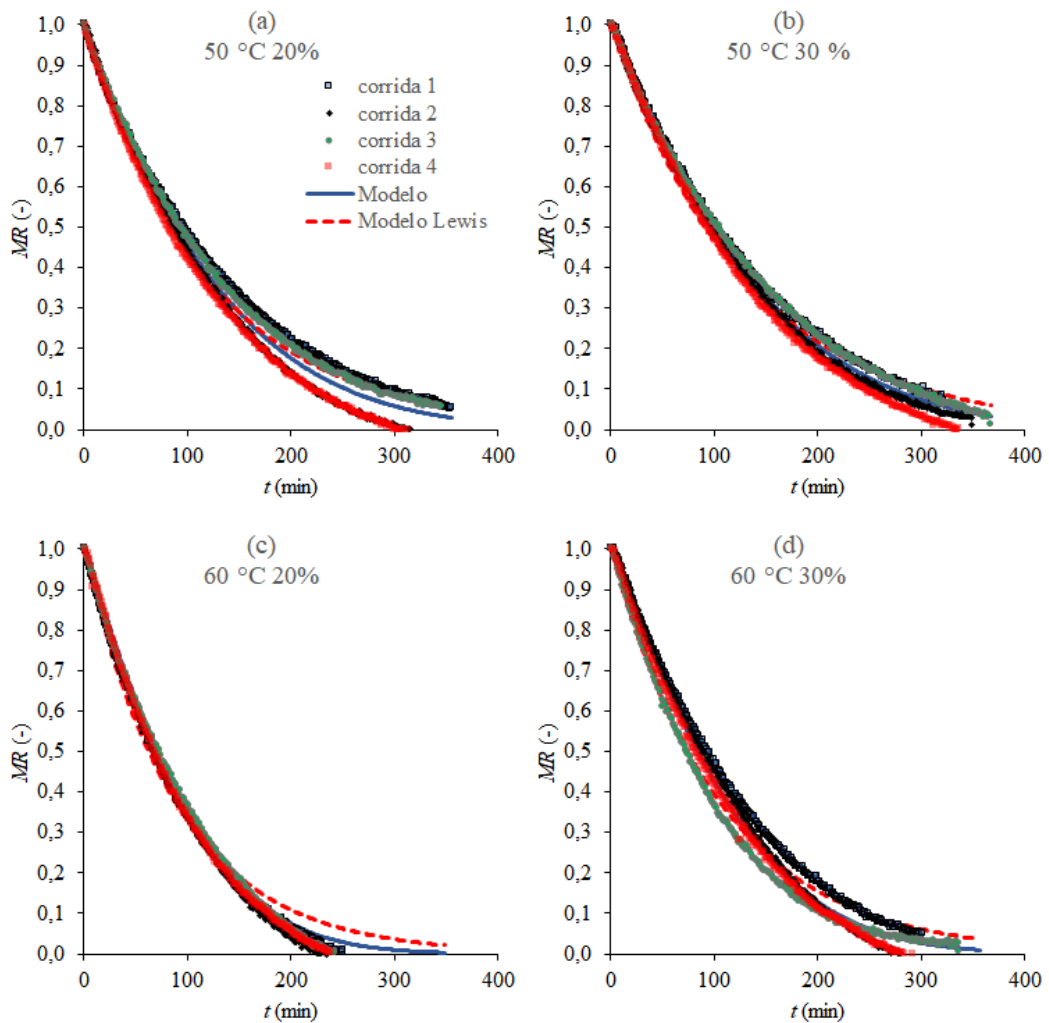 (a)
50 °C 20%
corrida 1
corrida 2
corrida 3
corrida 4
Modelo
Modelo Lewis
MR (-)
1,0
0,9
0,8
0,7
0,6
0,5
0,4
0,3
0,2
0,1
0,0
0 100 200 300 400
t (min)
(b)
50 °C 30 %
MR (-)
1,0
0,9
0,8
0,7
0,6
0,5
0,4
0,3
0,2
0,1
0,0
0 100 200 300 400
t (min)
(c)
60 °C 20%
MR (-)
1,0
0,9
0,8
0,7
0,6
0,5
0,4
0,3
0,2
0,1
0,0
0 100 200 300 400
t (min)
(d)
60 °C 30%
MR (-)
1,0
0,9
0,8
0,7
0,6
0,5
0,4
0,3
0,2
0,1
0,0
0 100 200 300 400
t (min)